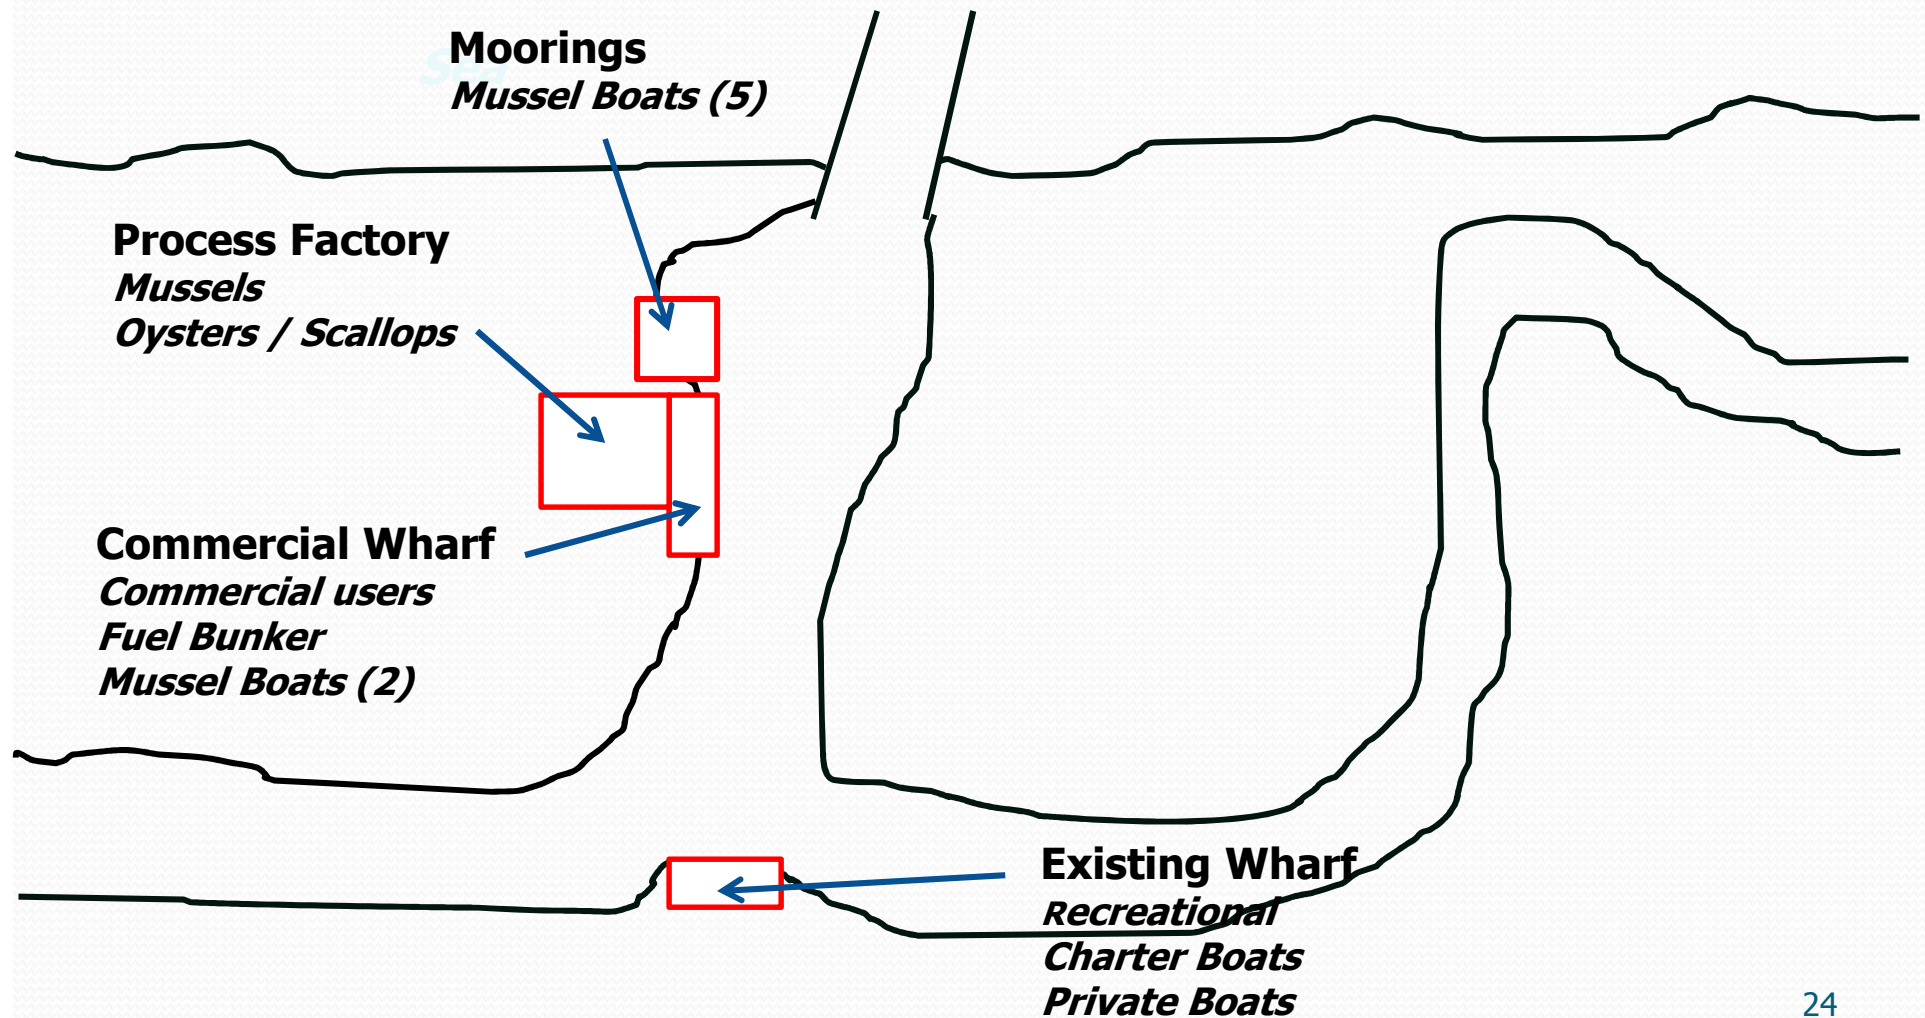 Sea
Moorings
Mussel Boats (5)
Process Factory
Mussels
Oysters / Scallops
Commercial Wharf
Commercial users
Fuel Bunker
Mussel Boats (2)
Existing Wharf
Recreational
Charter Boats
Private Boats
24